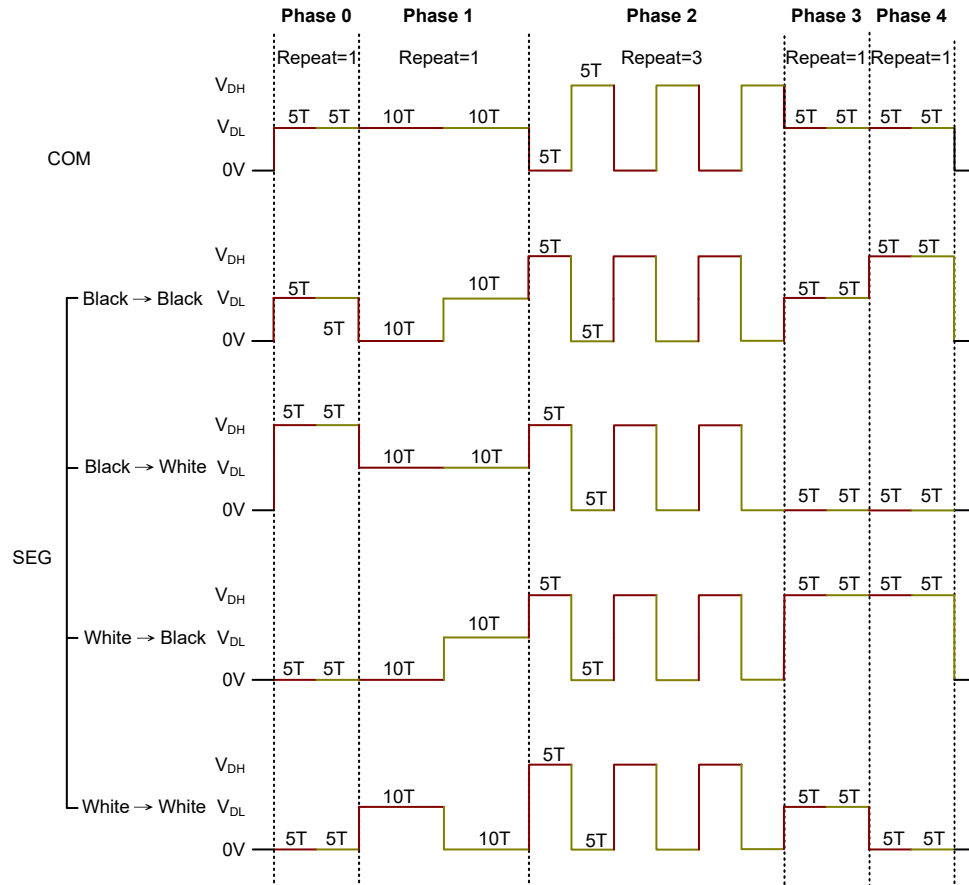 Phase 0 Phase 1 Phase 2 Phase 3 Phase 4
Repeat=1 Repeat=1 Repeat=3 Repeat=1 Repeat=1
5T
VDH
5T 5T 10T 10T 5T 5T 5T 5T
VDL
COM
5T
0V
5T 5T 5T
VDH
10T
5T 5T 5T
Black → Black VDL
5T 10T 5T
0V
5T 5T 5T
VDH
10T 10T
Black → White VDL
5T 5T 5T 5T 5T
0V
SEG
5T 5T 5T 5T 5T
VDH
10T
White → Black VDL
5T 5T 10T 5T
0V
5T
VDH
10T 5T 5T
White → White VDL
5T 5T 10T 5T 5T 5T
0V